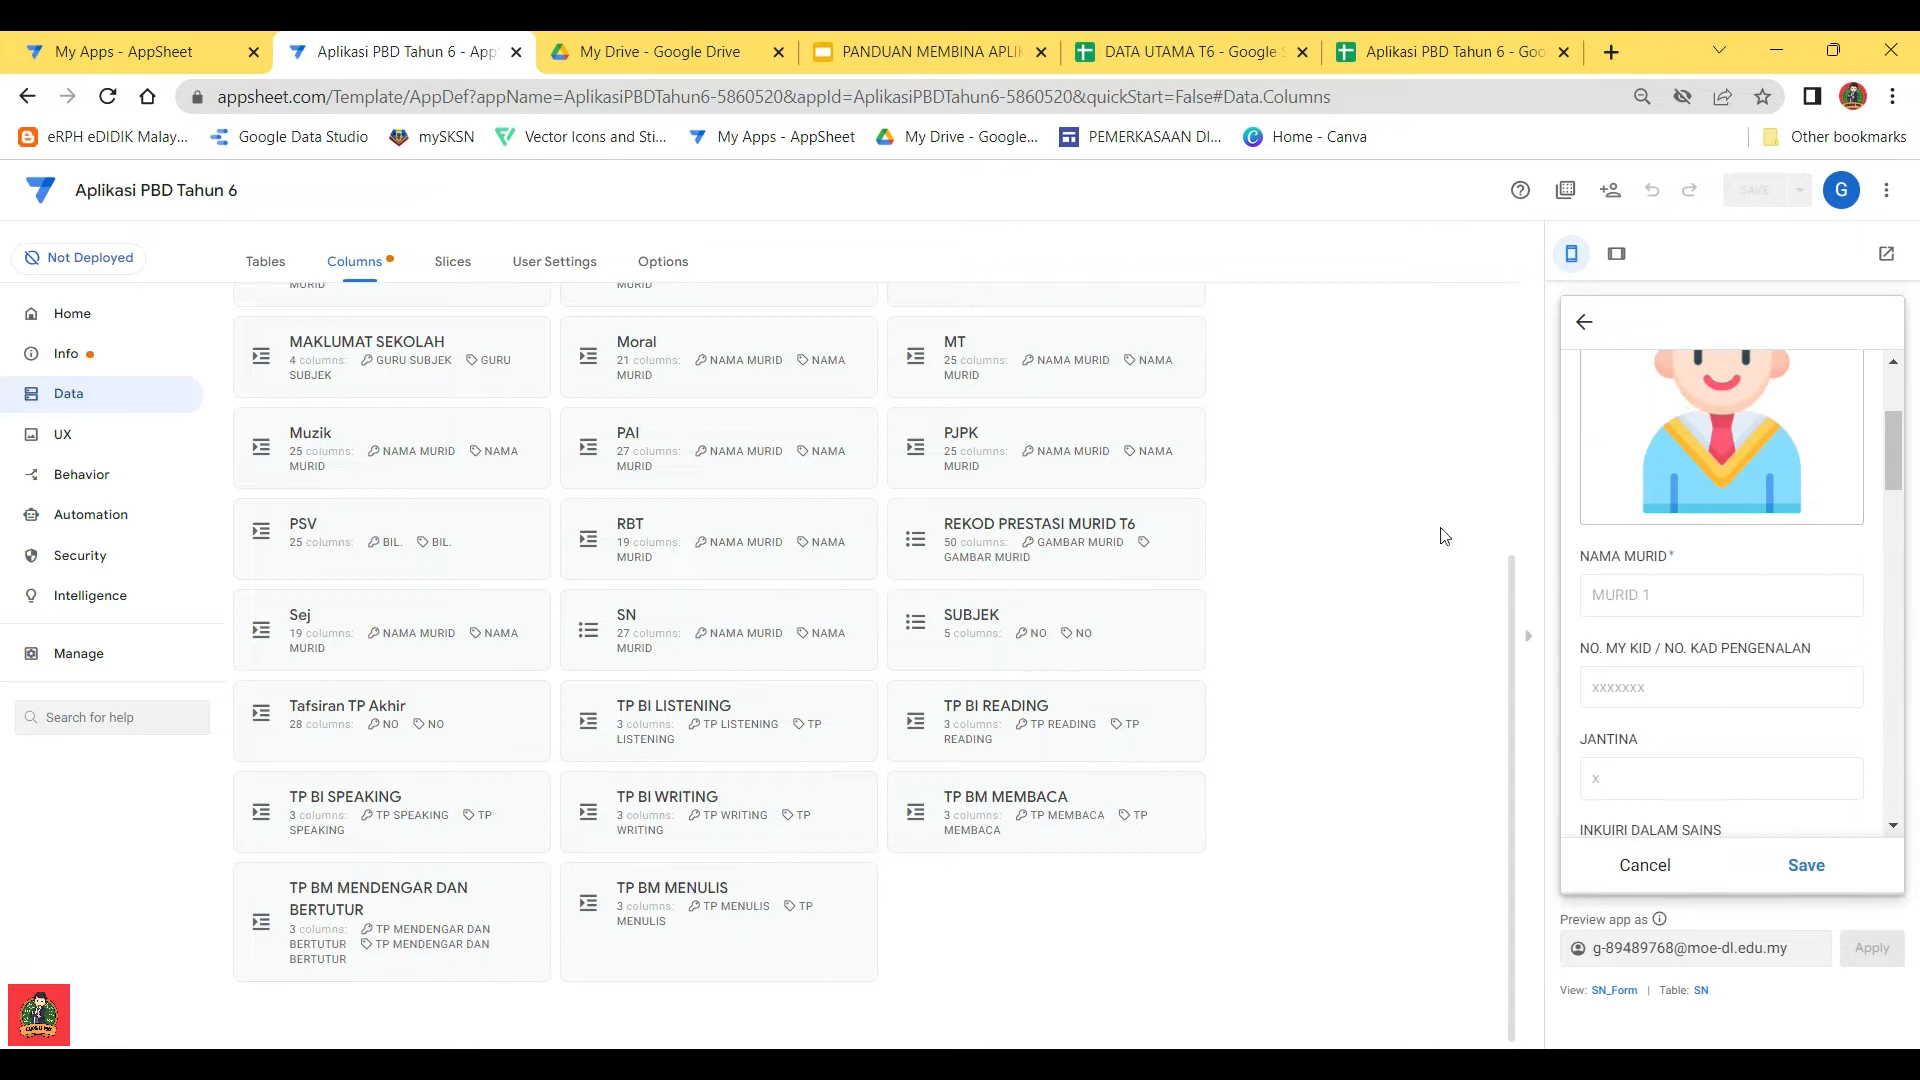 My Apps - AppSheet
Aplikasi PBD Tahun 6 - App
My Drive - Google Drive
PANDUAN MEMBINA APLIK
DATA UTAMA T6 - Google S
Aplikasi PBD Tahun 6 - Goo
appsheet.com/Template/AppDef?appName=AplikasiPBDTahun6-5860520&appId=AplikasiPBDTahun6-5860520&quickStart=False#Data.Columns
eRPH eDIDIK Malay...
Google Data Studio
mySKSN
Vector Icons and Sti...
My Apps - AppSheet
My Drive - Google...
PEMERKASAAN DI...
Home - Canva
Other bookmarks
Aplikasi PBD Tahun 6
SAVE
G
Not Deployed
Tables
Columns
Slices
User Settings
Options
Home
Info
Data
UX
Behavior
Automation
Security
Intelligence
Manage
Search for help
MURID
MURID
MAKLUMAT SEKOLAH
4 columns: GURU SUBJEK GURU
SUBJEK
Moral
21 columns: NAMA MURID NAMA
MURID
MT
25 columns: NAMA MURID NAMA
MURID
Muzik
25 columns: NAMA MURID NAMA
MURID
PAI
27 columns: NAMA MURID NAMA
MURID
PJPK
25 columns: NAMA MURID NAMA
MURID
PSV
25 columns: BIL. BIL.
RBT
19 columns: NAMA MURID NAMA
MURID
REKOD PRESTASI MURID T6
50 columns: GAMBAR MURID
GAMBAR MURID
Sej
19 columns: NAMA MURID NAMA
MURID
SN
27 columns: NAMA MURID NAMA
MURID
SUBJEK
5 columns: NO NO
Tafsiran TP Akhir
28 columns: NO NO
TP BI LISTENING
3 columns: TP LISTENING TP
LISTENING
TP BI READING
3 columns: TP READING TP
READING
TP BI SPEAKING
3 columns: TP SPEAKING TP
SPEAKING
TP BI WRITING
3 columns: TP WRITING TP
WRITING
TP BM MEMBACA
3 columns: TP MEMBACA TP
MEMBACA
TP BM MENDENGAR DAN
BERTUTUR
3 columns: TP MENDENGAR DAN
BERTUTUR TP MENDENGAR DAN
BERTUTUR
TP BM MENULIS
3 columns: TP MENULIS TP
MENULIS
NAMA MURID*
MURID 1
NO. MY KID / NO. KAD PENGENALAN
xxxxxxx
JANTINA
x
INKUIRI DALAM SAINS
Cancel
Save
Preview app as
g-89489768@moe-dl.edu.my
Apply
View: SN_Form | Table: SN